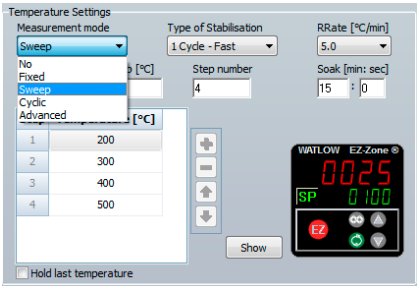 Temperature Settings
Measurement mode
Type of Stabilisation
RRate [°C/min]
Sweep
1 Cycle - Fast
5.0
No
Fixed
Sweep
Cyclic
Advanced
[°C]
Step number
Soak [min: sec]
4
15 : 0
[°C]
1 200
2 300
3 400
4 500
Show
Hold last temperature
WATLOW EZ-Zone ®
0025
SP 0100
EZ